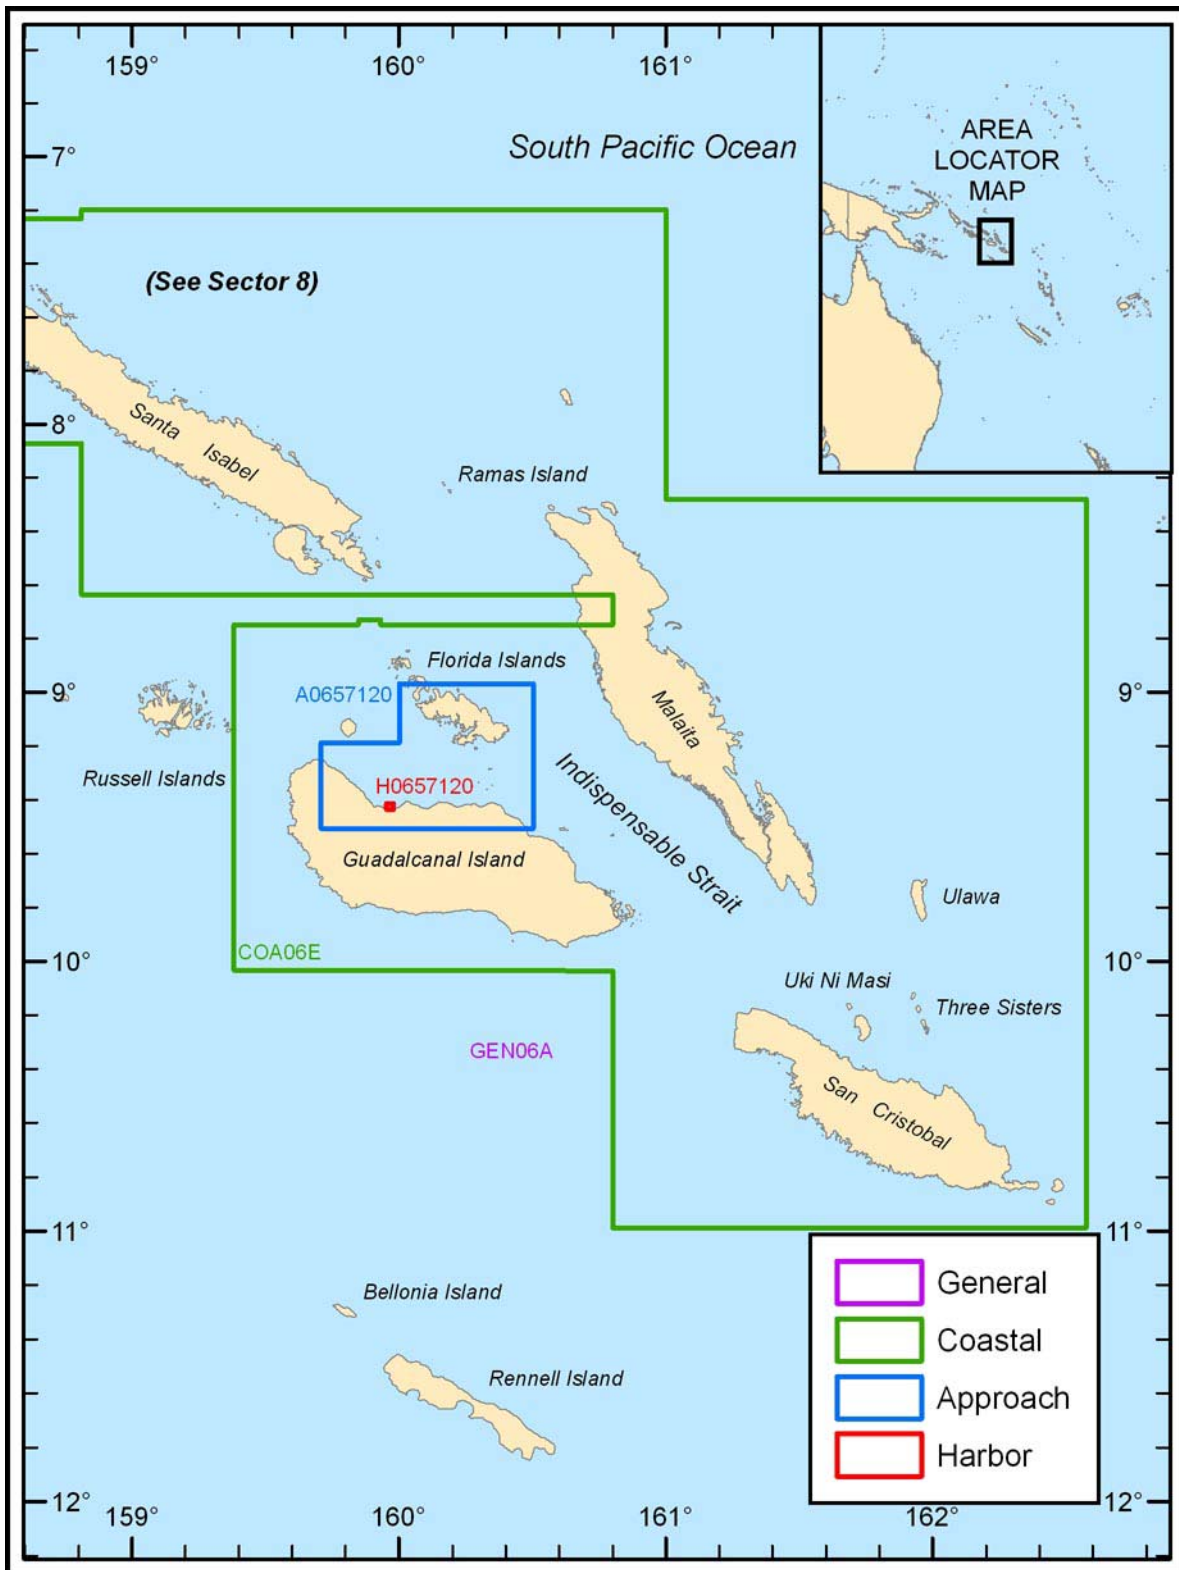 159°
160°
161°
South Pacific Ocean
AREA
LOCATOR
MAP
7°
(See Sector 8)
8°
Santa Isabel
Ramas Island
Florida Islands
9°
9°
A0657120
Malaita
Russell Islands
H0657120
Indispensable Strait
Guadalcanal Island
Ulawa
COA06E
10°
10°
Uki Ni Masi
Three Sisters
GEN06A
San Cristobal
11°
11°
General
Bellonia Island
Coastal
Rennell Island
Approach
Harbor
12°
12°
159°
160°
161°
162°